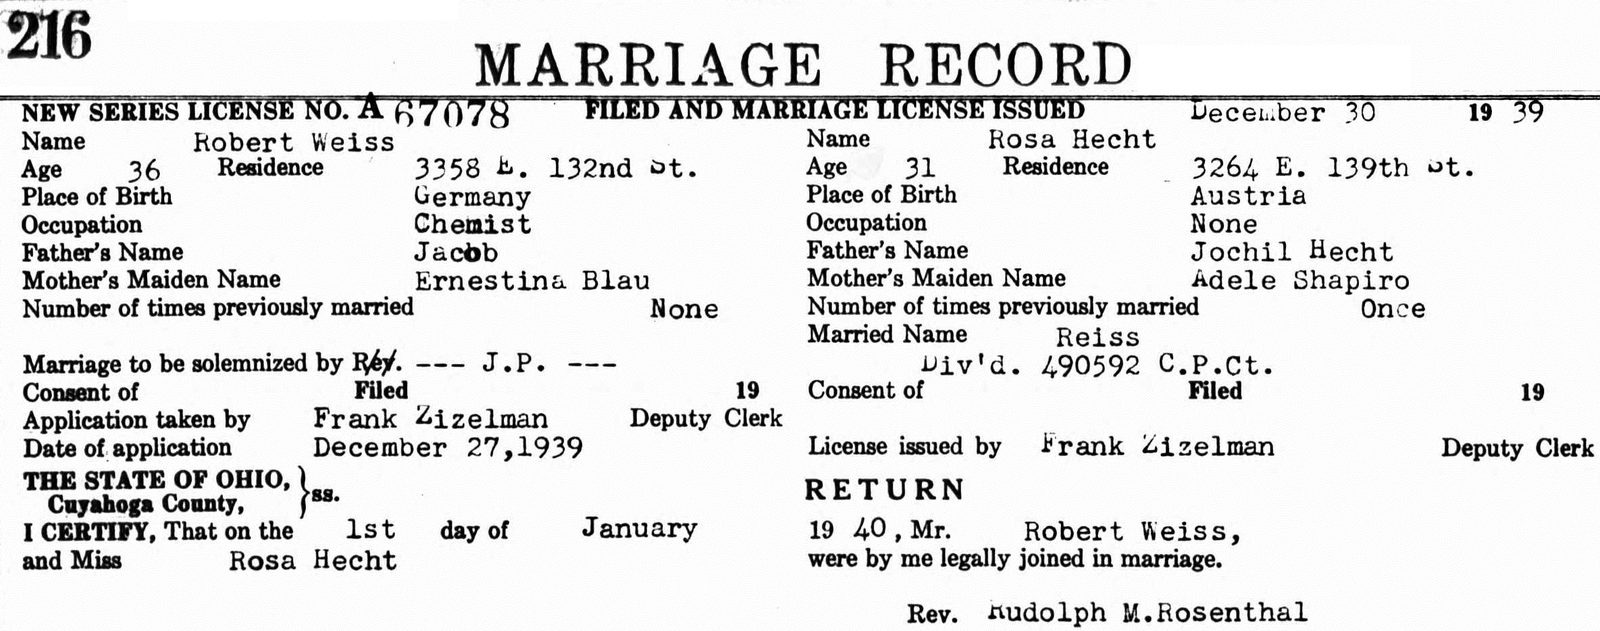 216
MARRIAGE RECORD
NEW SERIES LICENSE NO. A 67078 FILED AND MARRIAGE LICENSE ISSUED December 30 19 39
Name Robert Weiss Name Rosa Hecht
Age 36 Residence 3358 E. 132nd St. Age 31 Residence 3264 E. 139th St.
Place of Birth Germany Place of Birth Austria
Occupation Chemist Occupation None
Father's Name Jacob Father's Name Jochil Hecht
Mother's Maiden Name Ernestina Blau Mother's Maiden Name Adele Shapiro
Number of times previously married None Number of times previously married Once
Married Name Reiss
Marriage to be solemnized by Rev. --- J.P. --- Div'd. 490592 C.P.Ct.
Consent of Filed 19 Consent of Filed 19
Application taken by Frank Zizelman Deputy Clerk
Date of application December 27,1939 License issued by Frank Zizelman Deputy Clerk
THE STATE OF OHIO, } ss. RETURN
Cuyahoga County,
I CERTIFY, That on the 1st day of January 19 40, Mr. Robert Weiss,
and Miss Rosa Hecht were by me legally joined in marriage.
Rev. Rudolph M.Rosenthal